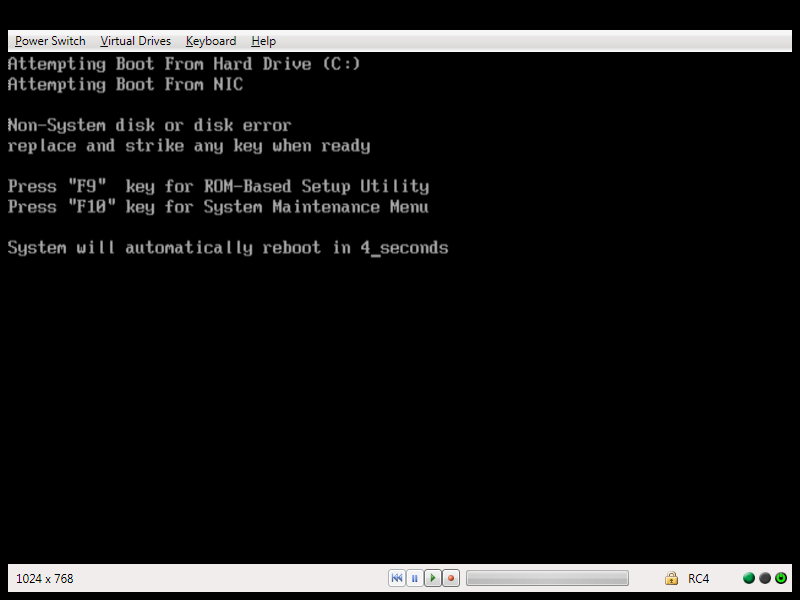 Power Switch Virtual Drives Keyboard Help
Attempting Boot From Hard Drive (C:)
Attempting Boot From NIC
Non-System disk or disk error
replace and strike any key when ready
Press "F9"  key for ROM-Based Setup Utility
Press "F10" key for System Maintenance Menu
System will automatically reboot in 4_seconds
1024 x 768 RC4